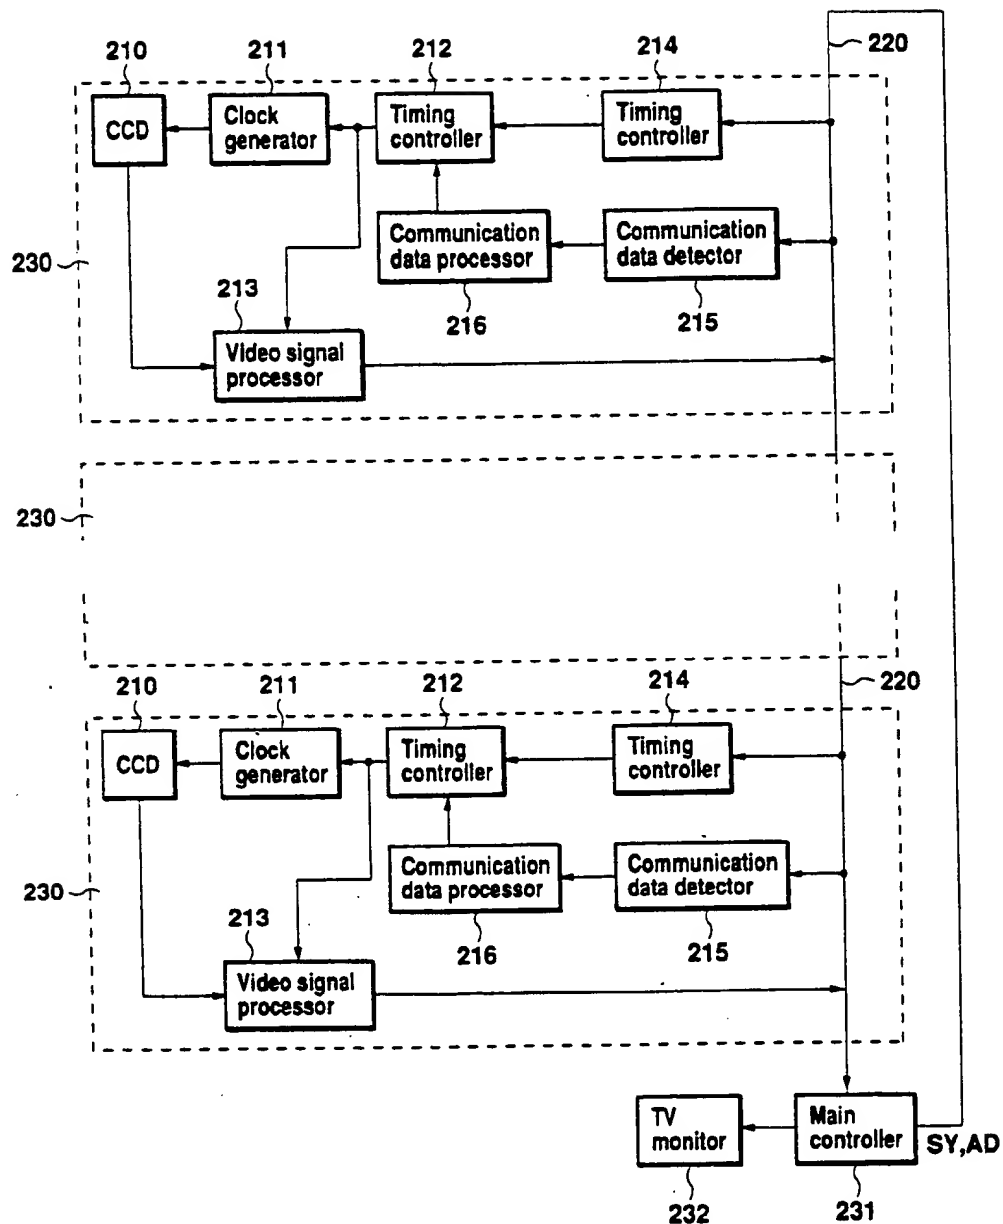 210
211
212
214
220
CCD
Clock
generator
Timing
controller
Timing
controller
230
Communication
data processor
Communication
data detector
213
216
215
Video signal
processor
230
210
211
212
214
220
CCD
Clock
generator
Timing
controller
Timing
controller
230
Communication
data processor
Communication
data detector
213
216
215
Video signal
processor
TV
monitor
Main
controller
SY,AD
232
231